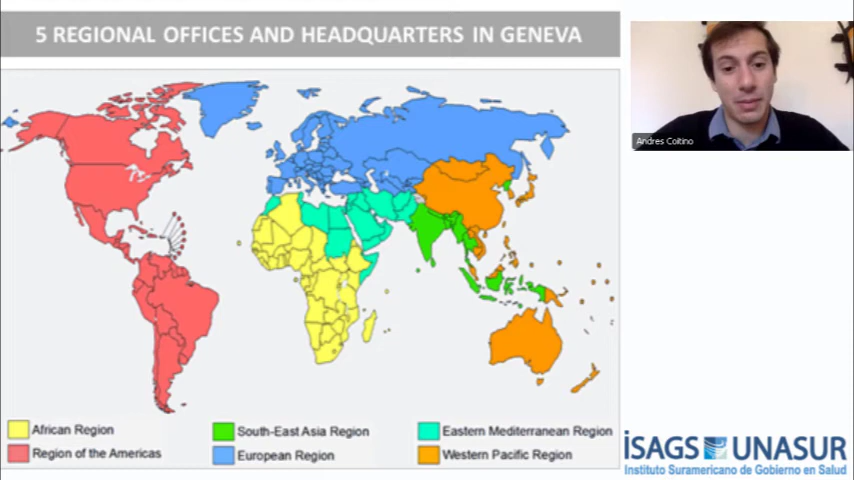 5 REGIONAL OFFICES AND HEADQUARTERS IN GENEVA
Andres Coitino
African Region
South-East Asia Region
Eastern Mediterranean Region
Region of the Americas
European Region
Western Pacific Region
iSAGS UNASUR
Instituto Suramericano de Gobierno en Salud